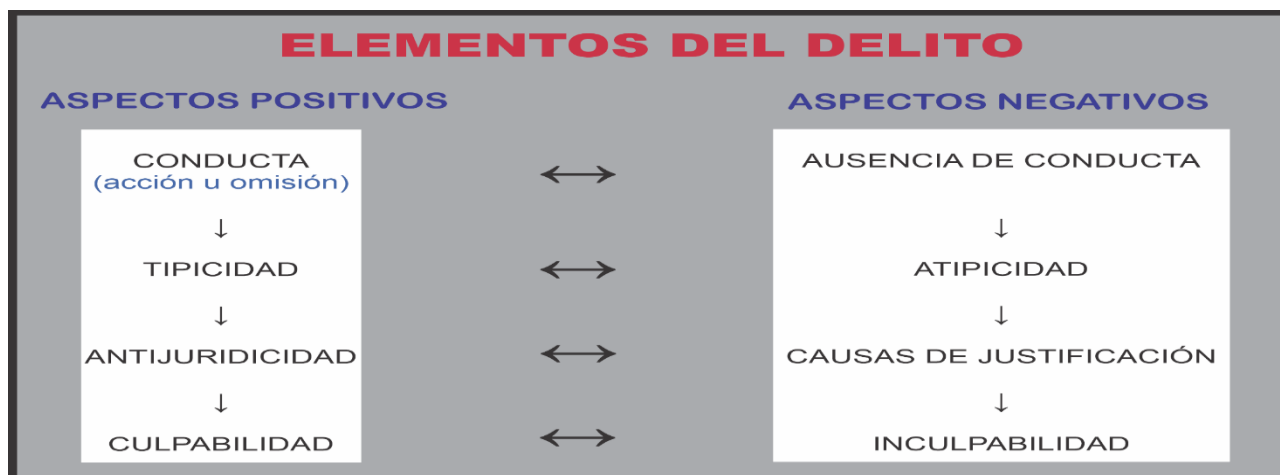 ELEMENTOS DEL DELITO
ASPECTOS POSITIVOS
ASPECTOS NEGATIVOS
CONDUCTA
(acción u omisión)
↔
AUSENCIA DE CONDUCTA
↓
↓
TIPICIDAD
↔
ATIPICIDAD
↓
↓
ANTIJURIDICIDAD
↔
CAUSAS DE JUSTIFICACIÓN
↓
↓
CULPABILIDAD
↔
INCULPABILIDAD